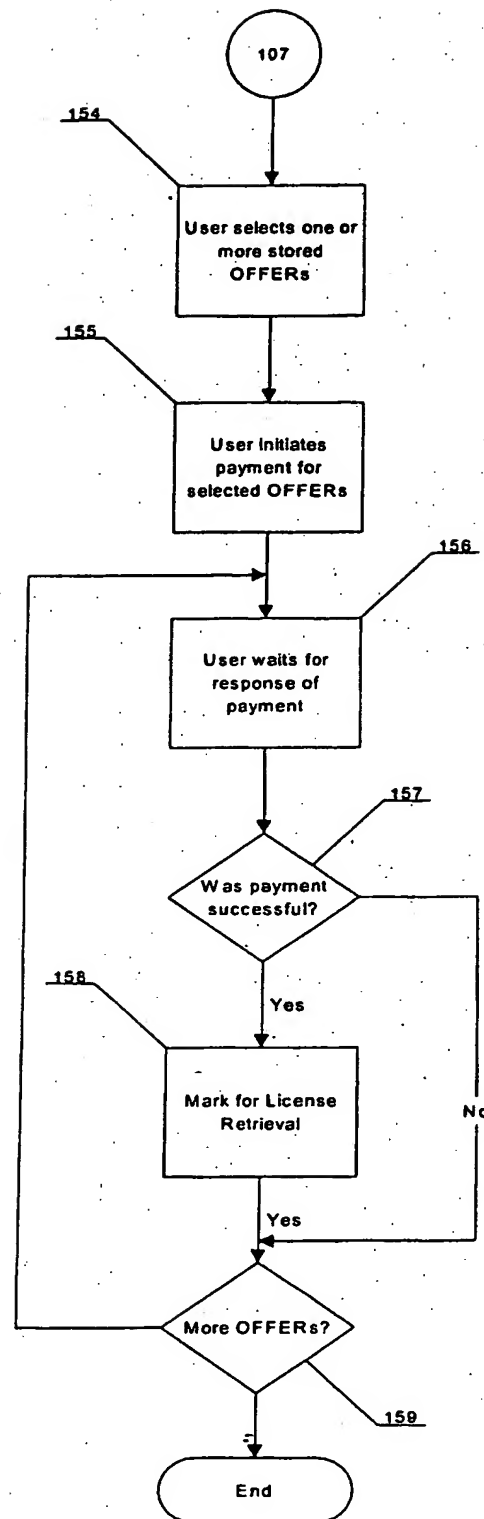 107
154
User selects one or
more stored
OFFERs
155
User initiates
payment for
selected OFFERs
156
User waits for
response of
payment
157
Was payment
successful?
158
Yes
Mark for License
Retrieval
No
Yes
More OFFERs?
159
End